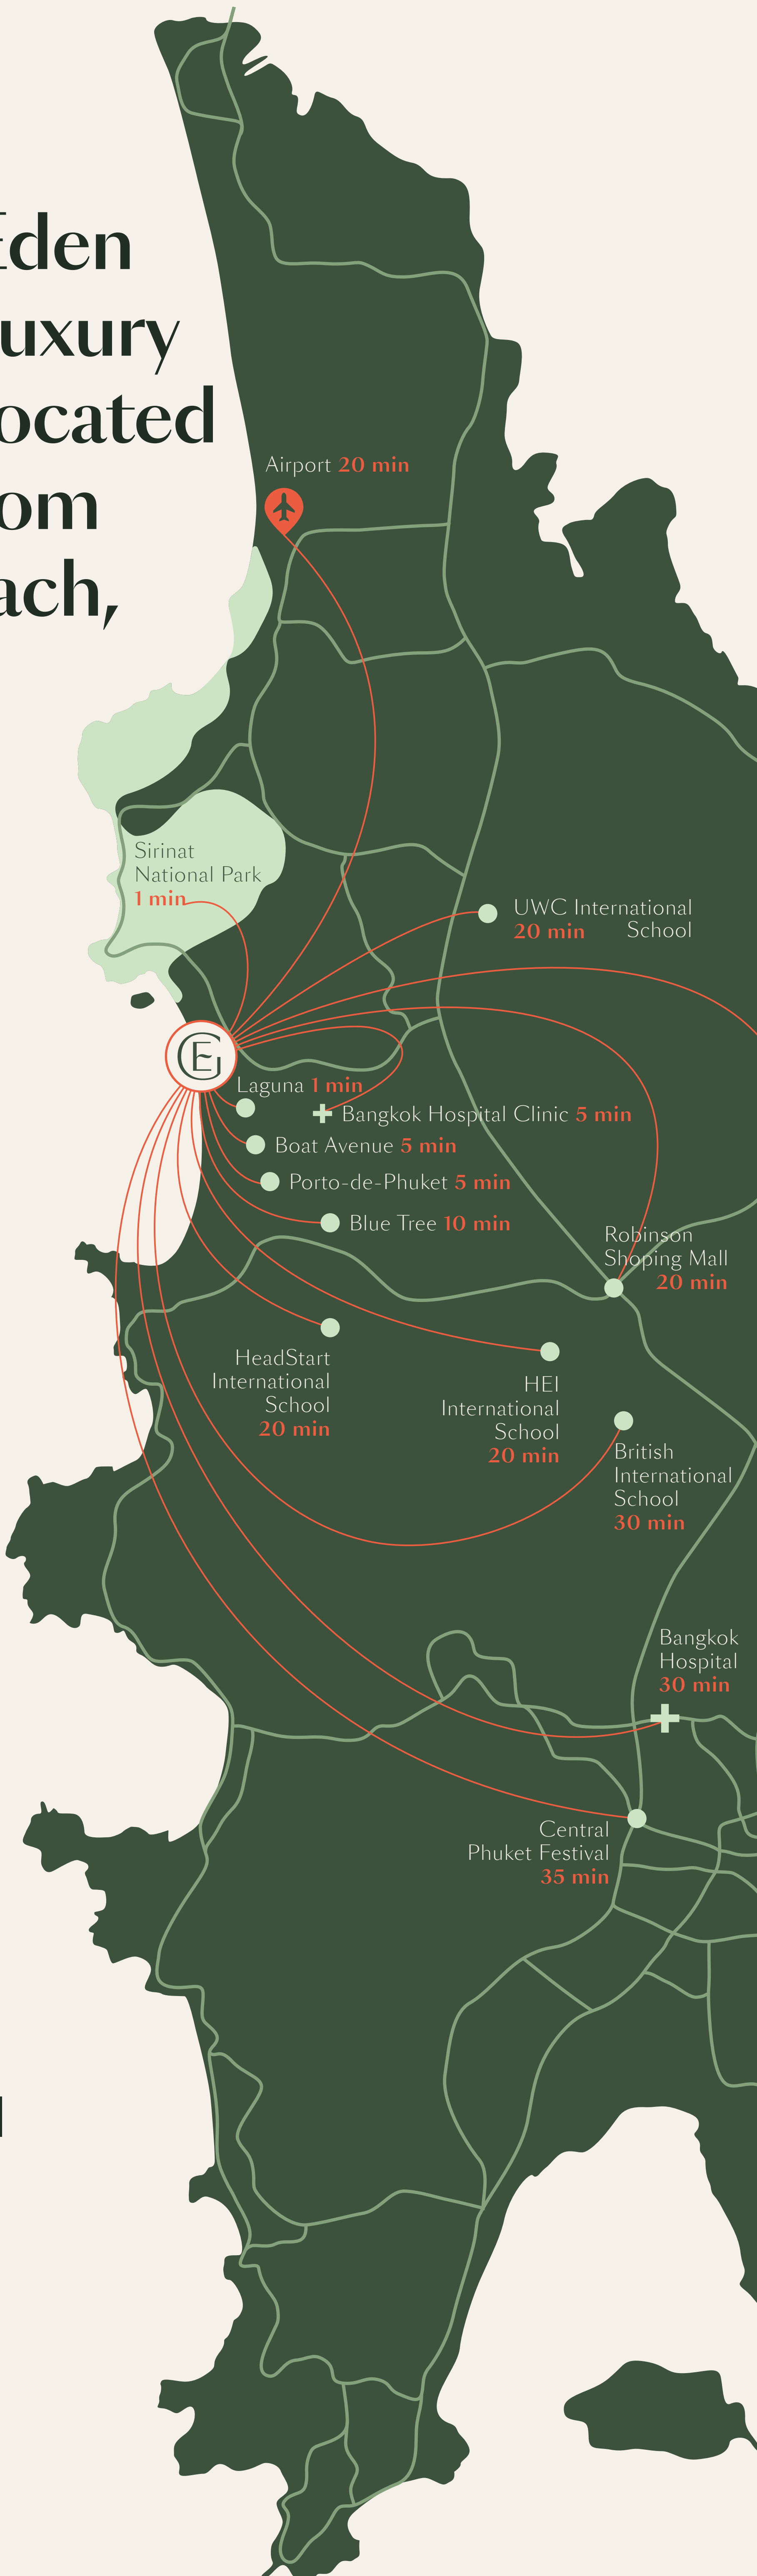 Eden
uxury
ocated
om
ach,
Airport 20 min
Sirinat
National Park
1 min
UWC International
20 min School
GE
Laguna 1 min
Bangkok Hospital Clinic 5 min
Boat Avenue 5 min
Porto-de-Phuket 5 min
Blue Tree 10 min
Robinson
Shoping Mall
20 min
HeadStart
International
School
20 min
HEI
International
School
20 min
British
International
School
30 min
Bangkok
Hospital
30 min
Central
Phuket Festival
35 min